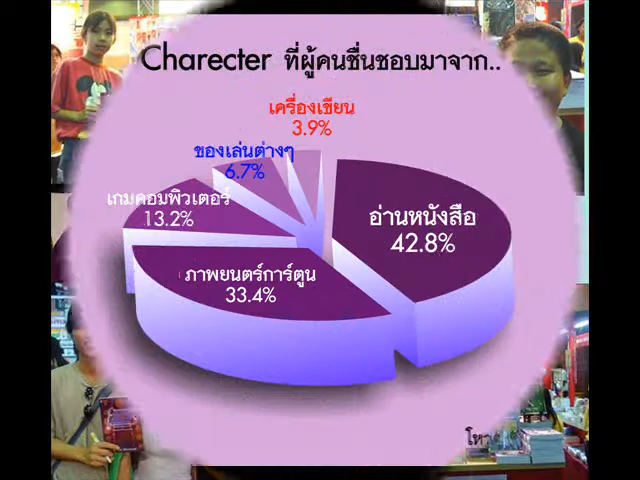 Charecter ที่ผู้คนชื่นชอบมาจาก..
เครื่องเขียน
3.9%
ของเล่นต่างๆ
6.7%
เกมคอมพิวเตอร์
13.2%
อ่านหนังสือ
42.8%
ภาพยนตร์การ์ตูน
33.4%